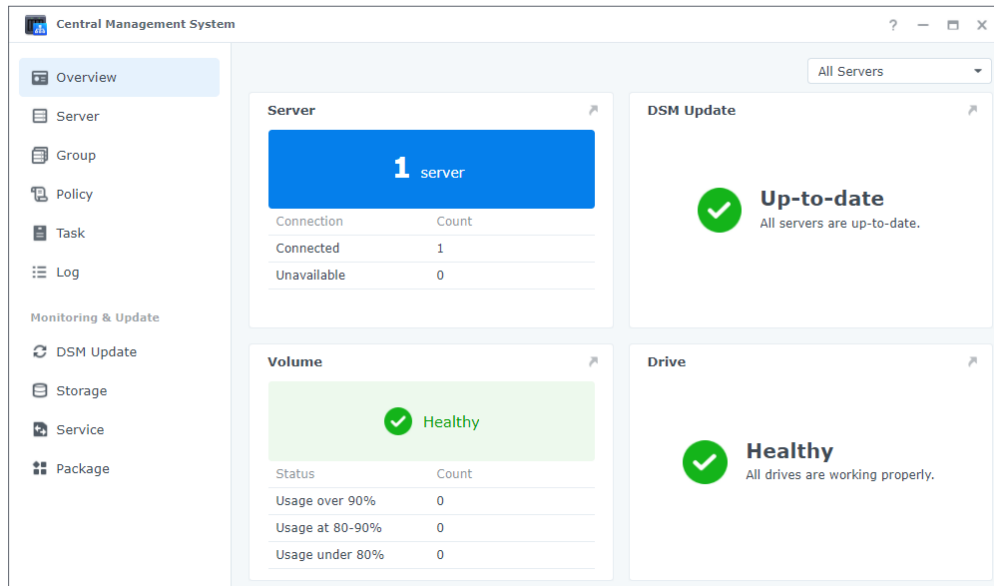 Central Management System
?
Overview
Server
Group
Policy
Task
Log
Monitoring & Update
DSM Update
Storage
Service
Package
All Servers
Server
1 server
Connection Count
Connected 1
Unavailable 0
DSM Update
Up-to-date
All servers are up-to-date.
Volume
Healthy
Status Count
Usage over 90% 0
Usage at 80-90% 0
Usage under 80% 0
Drive
Healthy
All drives are working properly.